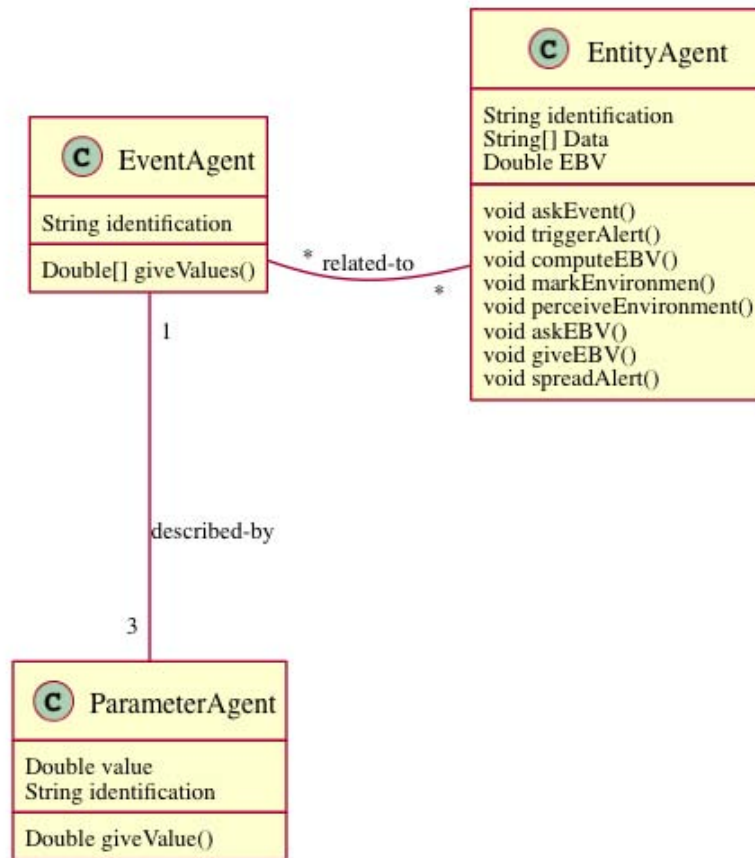 C EntityAgent
String identification
String[] Data
Double EBV
void askEvent()
void triggerAlert()
void computeEBV()
void markEnvironmen()
void perceiveEnvironment()
void askEBV()
void giveEBV()
void spreadAlert()
C EventAgent
String identification
Double[] giveValues()
* related-to
*
1
described-by
3
C ParameterAgent
Double value
String identification
Double giveValue()